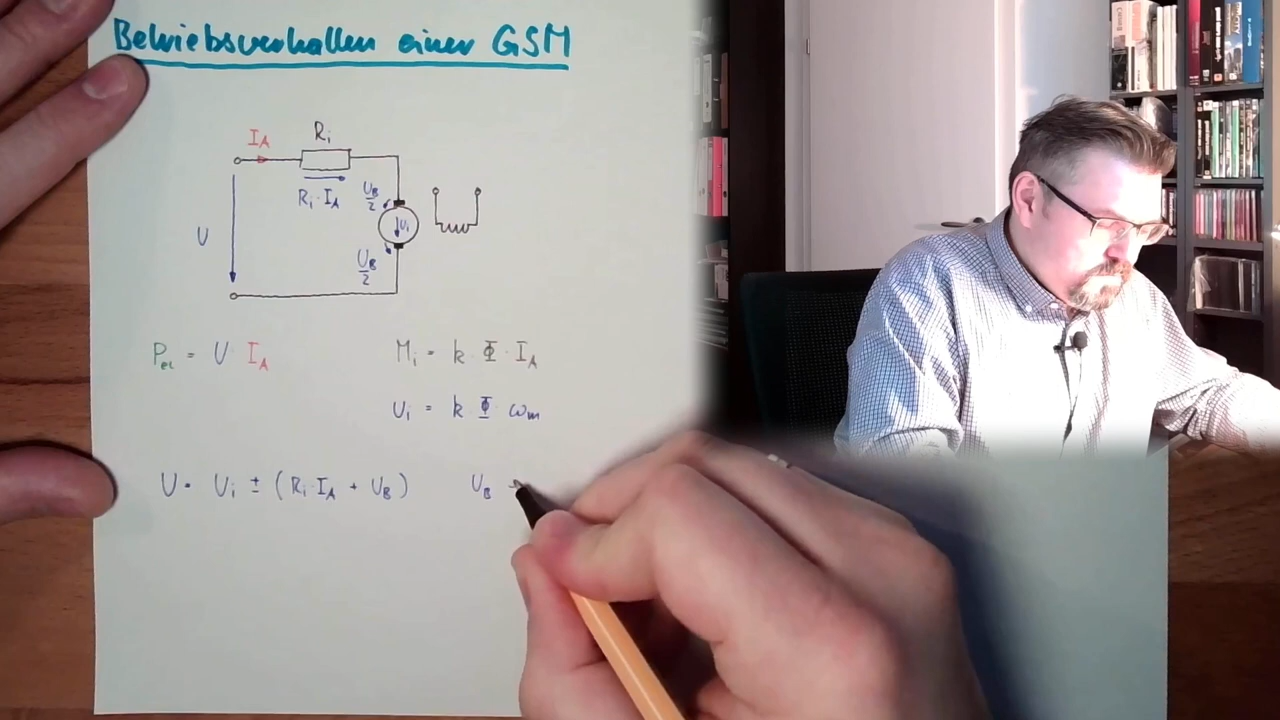 Betriebsverhalten einer GSM
I_A
R_i
R_i · I_A
U_B/2
U
U_i
U_B/2
P_el = U · I_A
M_i = k · Φ · I_A
U_i = k · Φ · ω_m
U = U_i ± (R_i · I_A + U_B)
U_B